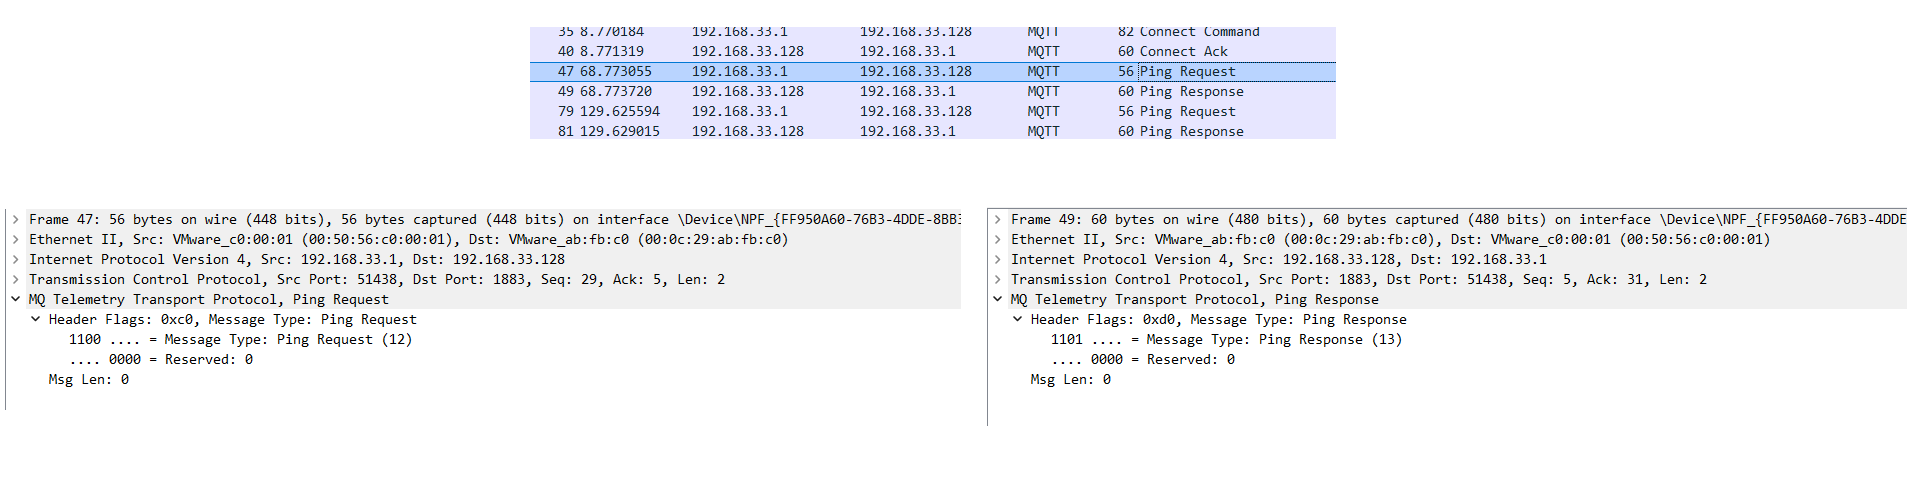 35 8.770184 192.168.33.1 192.168.33.128 MQTT 82 Connect Command
40 8.771319 192.168.33.128 192.168.33.1 MQTT 60 Connect Ack
47 68.773055 192.168.33.1 192.168.33.128 MQTT 56 Ping Request
49 68.773720 192.168.33.128 192.168.33.1 MQTT 60 Ping Response
79 129.625594 192.168.33.1 192.168.33.128 MQTT 56 Ping Request
81 129.629015 192.168.33.128 192.168.33.1 MQTT 60 Ping Response
Frame 47: 56 bytes on wire (448 bits), 56 bytes captured (448 bits) on interface \Device\NPF_{FF950A60-76B3-4DDE-8BB3
Ethernet II, Src: VMware_c0:00:01 (00:50:56:c0:00:01), Dst: VMware_ab:fb:c0 (00:0c:29:ab:fb:c0)
Internet Protocol Version 4, Src: 192.168.33.1, Dst: 192.168.33.128
Transmission Control Protocol, Src Port: 51438, Dst Port: 1883, Seq: 29, Ack: 5, Len: 2
MQ Telemetry Transport Protocol, Ping Request
Header Flags: 0xc0, Message Type: Ping Request
1100 .... = Message Type: Ping Request (12)
.... 0000 = Reserved: 0
Msg Len: 0
Frame 49: 60 bytes on wire (480 bits), 60 bytes captured (480 bits) on interface \Device\NPF_{FF950A60-76B3-4DDE
Ethernet II, Src: VMware_ab:fb:c0 (00:0c:29:ab:fb:c0), Dst: VMware_c0:00:01 (00:50:56:c0:00:01)
Internet Protocol Version 4, Src: 192.168.33.128, Dst: 192.168.33.1
Transmission Control Protocol, Src Port: 1883, Dst Port: 51438, Seq: 5, Ack: 31, Len: 2
MQ Telemetry Transport Protocol, Ping Response
Header Flags: 0xd0, Message Type: Ping Response
1101 .... = Message Type: Ping Response (13)
.... 0000 = Reserved: 0
Msg Len: 0